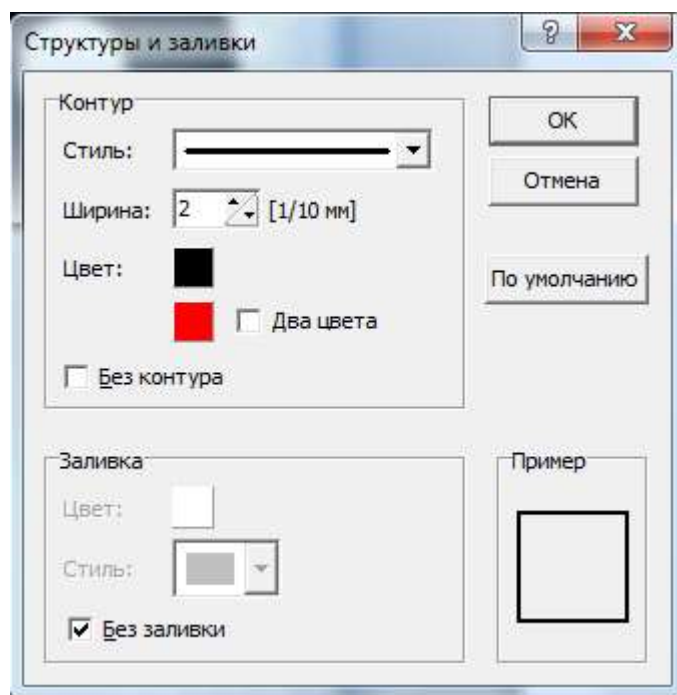 Структуры и заливки
Контур
Стиль:
Ширина: 2 [1/10 мм]
Цвет:
Два цвета
Без контура
OK
Отмена
По умолчанию
Заливка
Цвет:
Стиль:
Без заливки
Пример